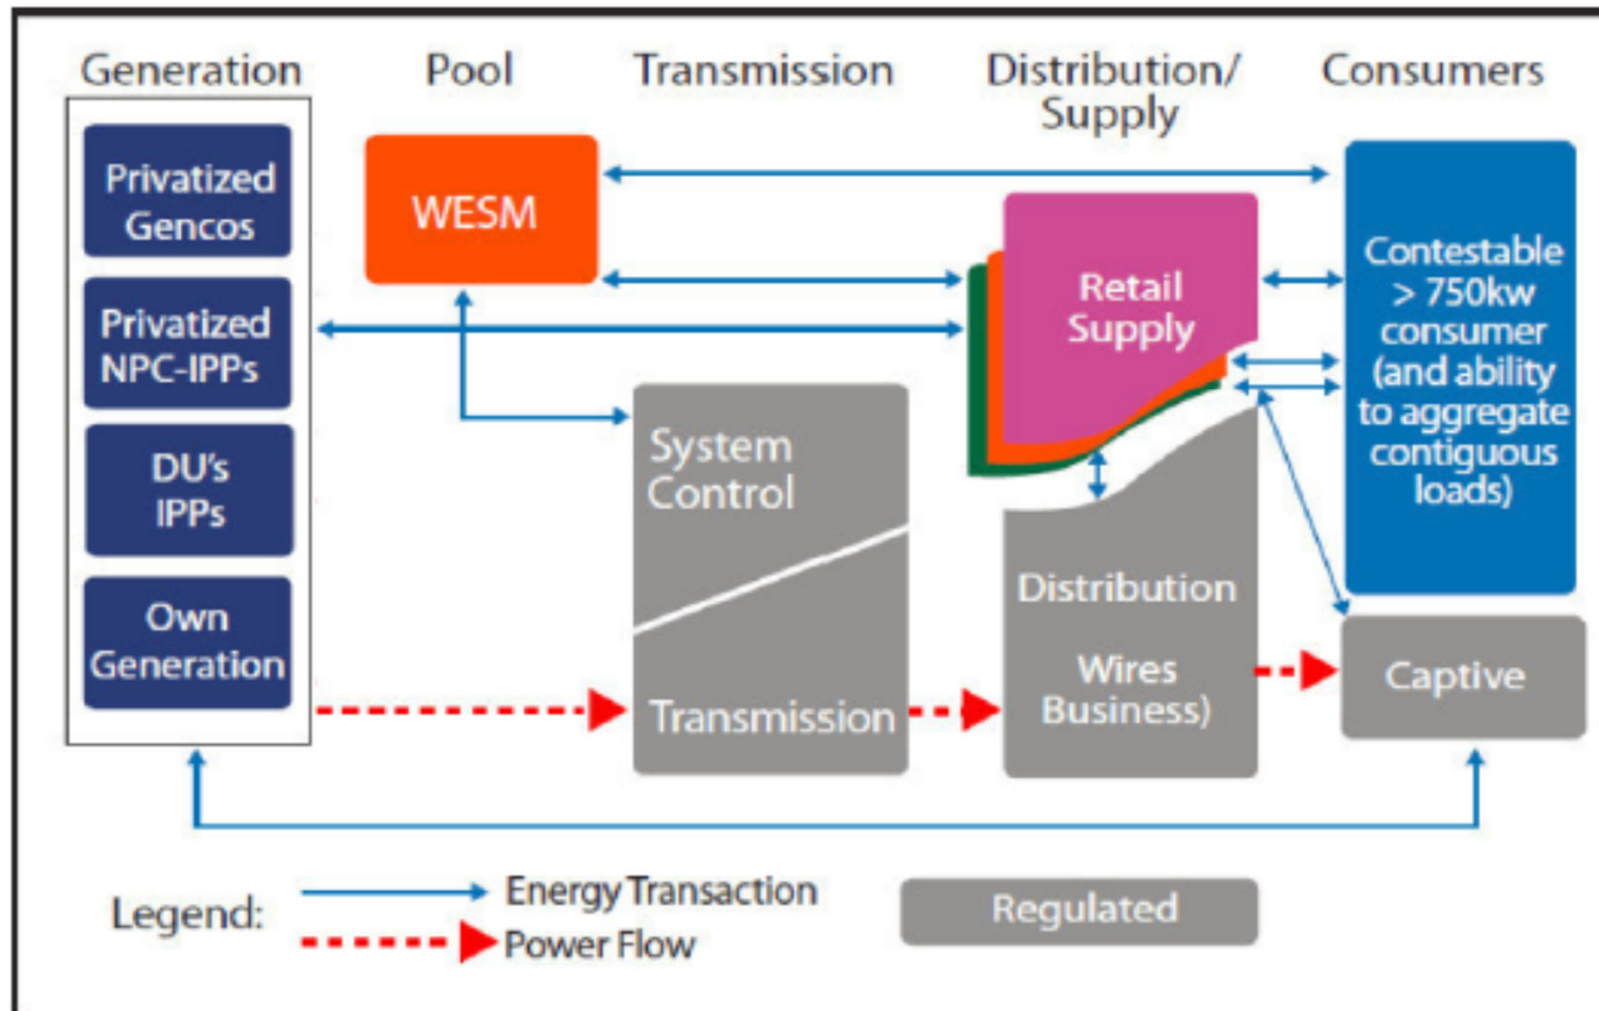 Generation
Pool
Transmission
Distribution/
Supply
Consumers
Privatized
Gencos
Privatized
NPC-IPPs
DU's
IPPs
Own
Generation
WESM
System
Control
Transmission
Retail
Supply
Distribution
Wires
Business)
Contestable
> 750kw
consumer
(and ability
to aggregate
contiguous
loads)
Captive
Legend:
Energy Transaction
Power Flow
Regulated